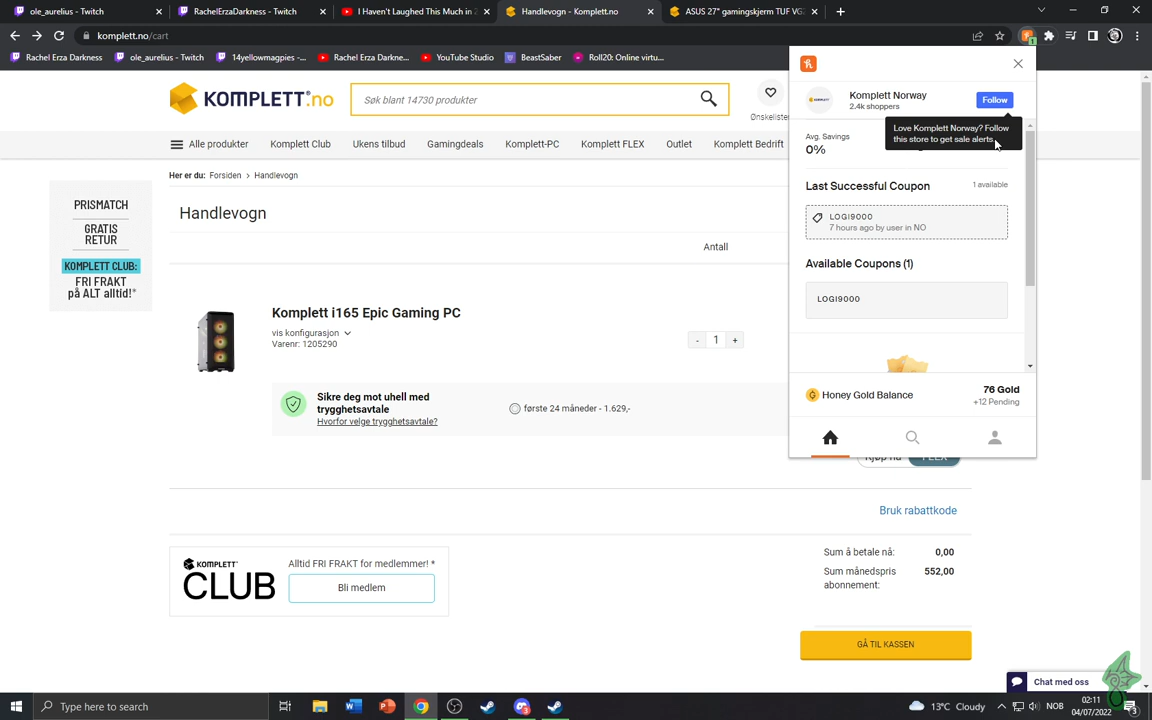 ole_aurelius - Twitch
RachelErzaDarkness - Twitch
I Haven't Laughed This Much in 2
Handlevogn - Komplett.no
ASUS 27" gamingskjerm TUF VG2
komplett.no/cart
Rachel Erza Darkness
ole_aurelius - Twitch
14yellowmagpies -...
Rachel Erza Darkne...
YouTube Studio
BeastSaber
Roll20: Online virtu...
KOMPLETT.no
Søk blant 14730 produkter
Ønskelister
Alle produkter
Komplett Club
Ukens tilbud
Gamingdeals
Komplett-PC
Komplett FLEX
Outlet
Komplett Bedrift
Her er du: Forsiden > Handlevogn
PRISMATCH
GRATIS
RETUR
KOMPLETT CLUB:
FRI FRAKT
på ALT alltid!*
Handlevogn
Antall
Komplett i165 Epic Gaming PC
vis konfigurasjon
Varenr: 1205290
- 1 +
Sikre deg mot uhell med
trygghetsavtale
Hvorfor velge trygghetsavtale?
første 24 måneder - 1.629,-
Komplett Norway
2.4k shoppers
Follow
Love Komplett Norway? Follow
this store to get sale alerts.
Avg. Savings
0%
Last Successful Coupon
1 available
LOGI9000
7 hours ago by user in NO
Available Coupons (1)
LOGI9000
Honey Gold Balance
76 Gold
+12 Pending
Kjøp nå
FLEX
Bruk rabattkode
KOMPLETT
CLUB
Alltid FRI FRAKT for medlemmer! *
Bli medlem
Sum å betale nå: 0,00
Sum månedspris 552,00
abonnement:
GÅ TIL KASSEN
Chat med oss
Type here to search
13°C Cloudy
NOB
02:11
04/07/2022
3